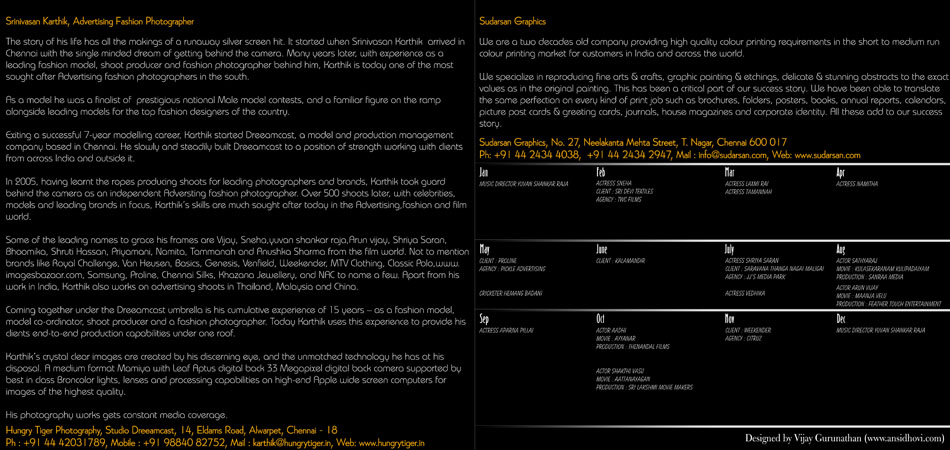 Srinivasan Karthik, Advertising Fashion Photographer
The story of his life has all the makings of a runaway silver screen hit. It started when Srinivasan Karthik arrived in
Chennai with the single minded dream of getting behind the camera. Many years later, with experience as a
leading fashion model, shoot producer and fashion photographer behind him, Karthik is today one of the most
sought after Advertising fashion photographers in the south.
As a model he was a finalist of prestigious national Male model contests, and a familiar figure on the ramp
alongside leading models for the top fashion designers of the country.
Exiting a successful 7-year modelling career, Karthik started Dreeamcast, a model and production management
company based in Chennai. He slowly and steadily built Dreeamcast to a position of strength working with clients
from across India and outside it.
In 2005, having learnt the ropes producing shoots for leading photographers and brands, Karthik took guard
behind the camera as an independent Adversting fashion photographer. Over 500 shoots later, with celebrities,
models and leading brands in focus, Karthik's skills are much sought after today in the Advertising,fashion and film
world.
Some of the leading names to grace his frames are Vijay, Sneha,yuvan shankar raja,Arun vijay, Shriya Saran,
Bhoomika, Shruti Hassan, Priyamani, Namita, Tammanah and Anushka Sharma from the film world. Not to mention
brands like Royal Challenge, Van Heusen, Basics, Genesis, Venfield, Weekender, MTV Clothing, Classic Polo,www.
imagesbazaar.com, Samsung, Proline, Chennai Silks, Khazana Jewellery, and NAC to name a few. Apart from his
work in India, Karthik also works on advertising shoots in Thailand, Malaysia and China.
Coming together under the Dreeamcast umbrella is his cumulative experience of 15 years – as a fashion model,
model co-ordinator, shoot producer and a fashion photographer. Today Karthik uses this experience to provide his
clients end-to-end production capabilities under one roof.
Karthik's crystal clear images are created by his discerning eye, and the unmatched technology he has at his
disposal. A medium format Mamiya with Leaf Aptus digital back 33 Megapixel digital back camera supported by
best in class Broncolor lights, lenses and processing capabilities on high-end Apple wide screen computers for
images of the highest quality.
His photography works gets constant media coverage.
Hungry Tiger Photography, Studio Dreeamcast, 14, Eldams Road, Alwarpet, Chennai - 18
Ph : +91 44 42031789, Mobile : +91 98840 82752, Mail : karthik@hungrytiger.in, Web: www.hungrytiger.in
Sudarsan Graphics
We are a two decades old company providing high quality colour printing requirements in the short to medium run
colour printing market for customers in India and across the world.
We specialize in reproducing fine arts & crafts, graphic painting & etchings, delicate & stunning abstracts to the exact
values as in the original painting. This has been a critical part of our success story. We have been able to translate
the same perfection on every kind of print job such as brochures, folders, posters, books, annual reports, calendars,
picture post cards & greeting cards, journals, house magazines and corporate identity. All these add to our success
story.
Sudarsan Graphics, No. 27, Neelakanta Mehta Street, T. Nagar, Chennai 600 017
Ph: +91 44 2434 4038, +91 44 2434 2947, Mail : info@sudarsan.com, Web: www.sudarsan.com
Jan
MUSIC DIRECTOR YUVAN SHANKAR RAJA
Feb
ACTRESS SNEHA
CLIENT : SRI DEVI TEXTILES
AGENCY : TWC FILMS
Mar
ACTRESS LAXMI RAI
ACTRESS TAMANNAH
Apr
ACTRESS NAMITHA
May
CLIENT : PROLINE
AGENCY : PICKLE ADVERTISING
CRICKETER HEMANG BADANI
June
CLIENT : KALAMANDIR
July
ACTRESS SHRIYA SARAN
CLIENT : SARAVANA THANGA NAGAI MALIGAI
AGENCY : JJ'S MEDIA PARK
ACTRESS VEDHIKA
Aug
ACTOR SATHYARAJ
MOVIE : KULASEKARANUM KULIPADAIYUM
PRODUCTION : SANRAA MEDIA
ACTOR ARUN VIJAY
MOVIE : MAANJA VELU
PRODUCTION : FEATHER TOUCH ENTERTAINMENT
Sep
ACTRESS APARNA PILLAI
Oct
ACTOR AADHI
MOVIE : AYYANAR
PRODUCTION : THENANDAL FILMS
ACTOR SHAKTHI VASU
MOVIE : AATTANAYAGAN
PRODUCTION : SRI LAKSHMI MOVIE MAKERS
Nov
CLIENT : WEEKENDER
AGENCY : CITRUZ
Dec
MUSIC DIRECTOR YUVAN SHANKAR RAJA
Designed by Vijay Gurunathan (www.ansidhovi.com)